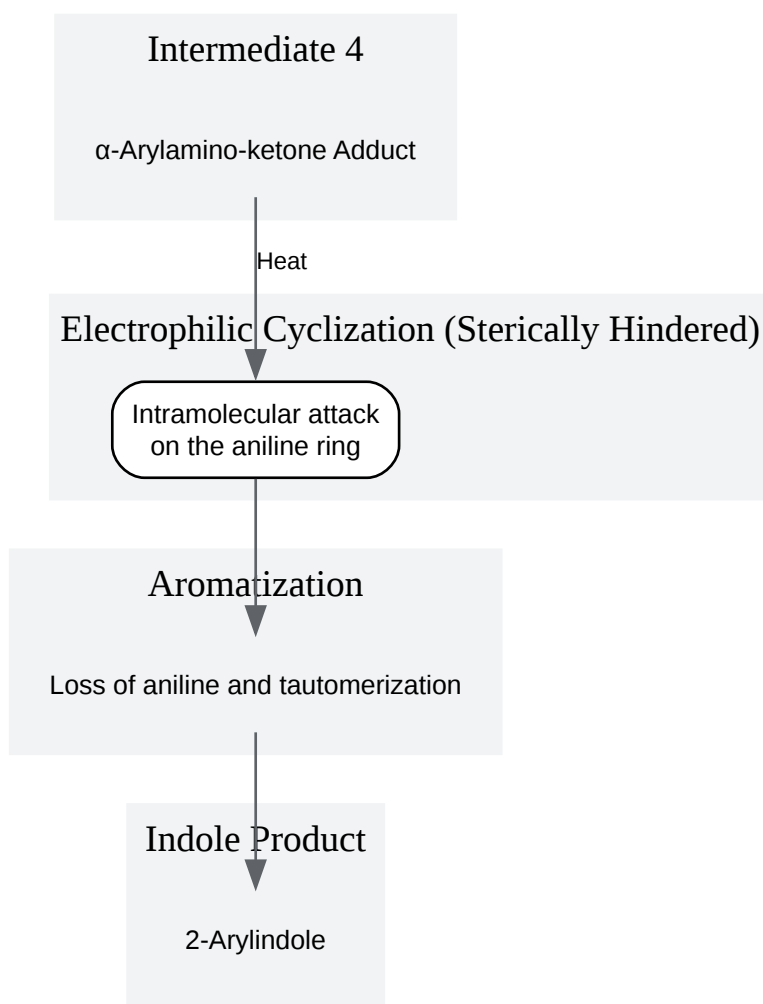 Intermediate 4
α-Arylamino-ketone Adduct
Heat
Electrophilic Cyclization (Sterically Hindered)
Intramolecular attack
on the aniline ring
Aromatization
Loss of aniline and tautomerization
Indole Product
2-Arylindole